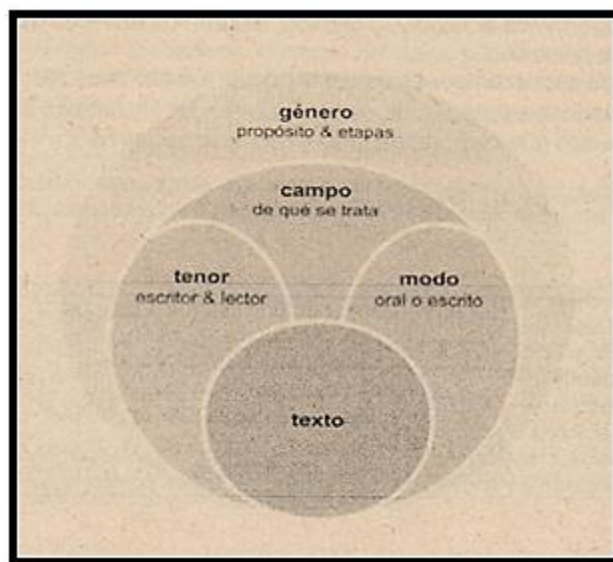 género
propósito & etapas
campo
de qué se trata
tenor
escritor & lector
modo
oral o escrito
texto